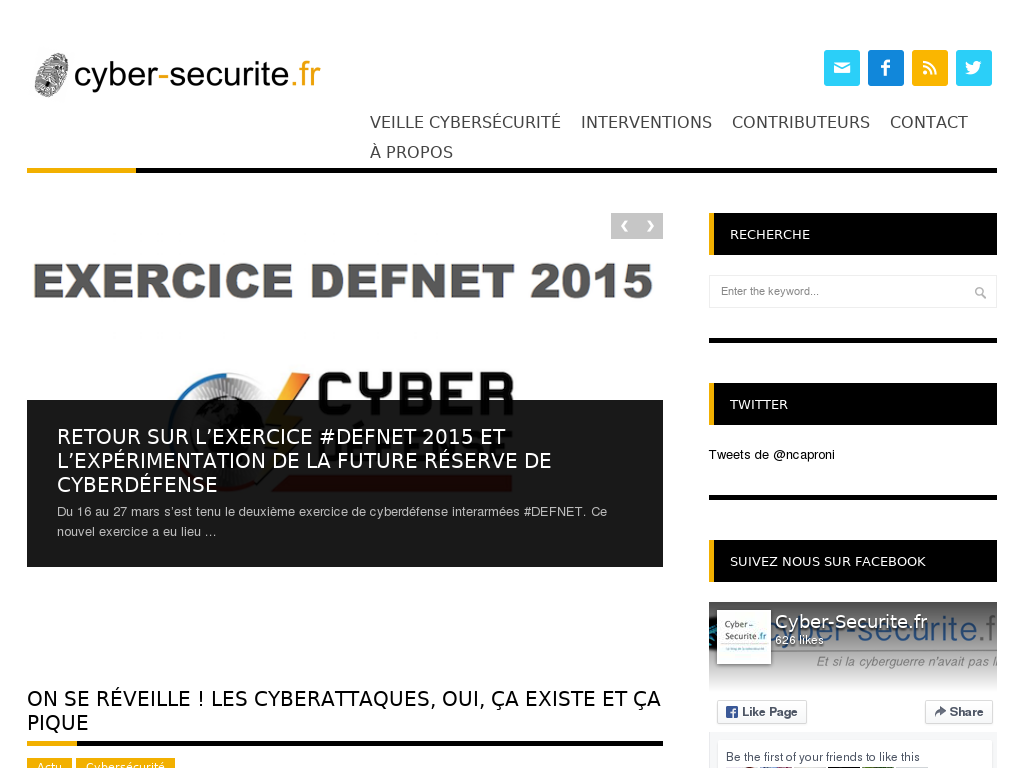 cyber-securite.fr
VEILLE CYBERSÉCURITÉ INTERVENTIONS CONTRIBUTEURS CONTACT
À PROPOS
EXERCICE DEFNET 2015
CYBER
RETOUR SUR L’EXERCICE #DEFNET 2015 ET
L’EXPÉRIMENTATION DE LA FUTURE RÉSERVE DE
CYBERDÉFENSE
Du 16 au 27 mars s’est tenu le deuxième exercice de cyberdéfense interarmées #DEFNET. Ce
nouvel exercice a eu lieu ...
ON SE RÉVEILLE ! LES CYBERATTAQUES, OUI, ÇA EXISTE ET ÇA
PIQUE
Actu Cybersécurité
RECHERCHE
Enter the keyword...
TWITTER
Tweets de @ncaproni
SUIVEZ NOUS SUR FACEBOOK
Cyber-Securite.fr
626 likes
Cyber-
Securite.fr
Et si la cyberguerre n'avait pas
Like Page Share
Be the first of your friends to like this